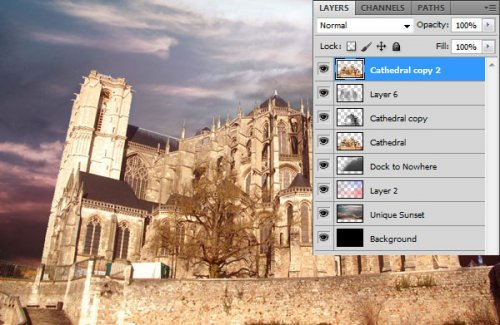 LAYERS CHANNELS PATHS
Normal Opacity: 100%
Lock: Fill: 100%
Cathedral copy 2
Layer 6
Cathedral copy
Cathedral
Dock to Nowhere
Layer 2
Unique Sunset
Background